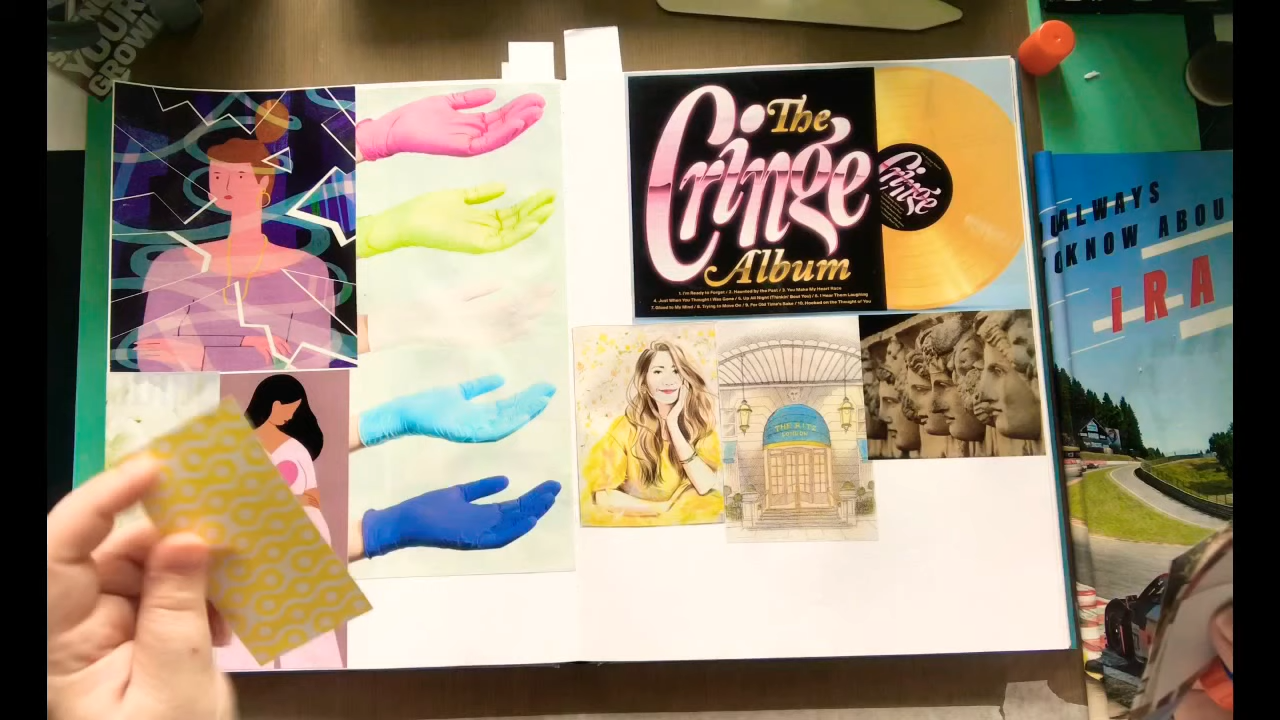 YOUR
GROW
The
Cringe
Album
1. I'm Ready to Forget / 2. Haunted by the Past / 3. You Make My Heart Race
4. Just When You Thought I Was Gone / 5. Up All Night (Thinkin' Bout You) / 6. I Hear Them Laughing
7. Blood in My Mind / 8. Trying to Move On / 9. For Old Time's Sake / 10. Hooked on the Thought of You
Cringe
THE RITZ
LONDON
ALWAYS
KNOW ABOU
IRA